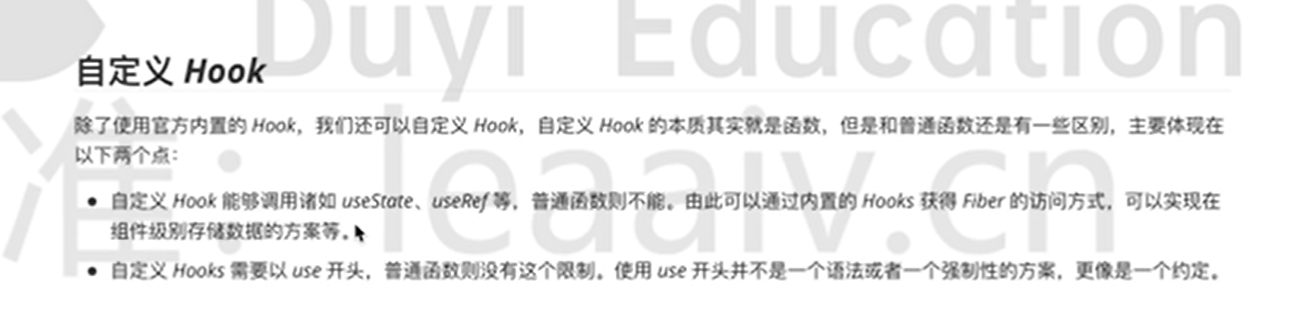 Duyi Education
自定义 Hook
准：leaaiv.cn
除了使用官方内置的 Hook，我们还可以自定义 Hook，自定义 Hook 的本质其实就是函数，但是和普通函数还是有一些区别，主要体现在
以下两个点：
• 自定义 Hook 能够调用诸如 useState、useRef 等，普通函数则不能。由此可以通过内置的 Hooks 获得 Fiber 的访问方式，可以实现在
组件级别存储数据的方案等。
• 自定义 Hooks 需要以 use 开头，普通函数则没有这个限制。使用 use 开头并不是一个语法或者一个强制性的方案，更像是一个约定。